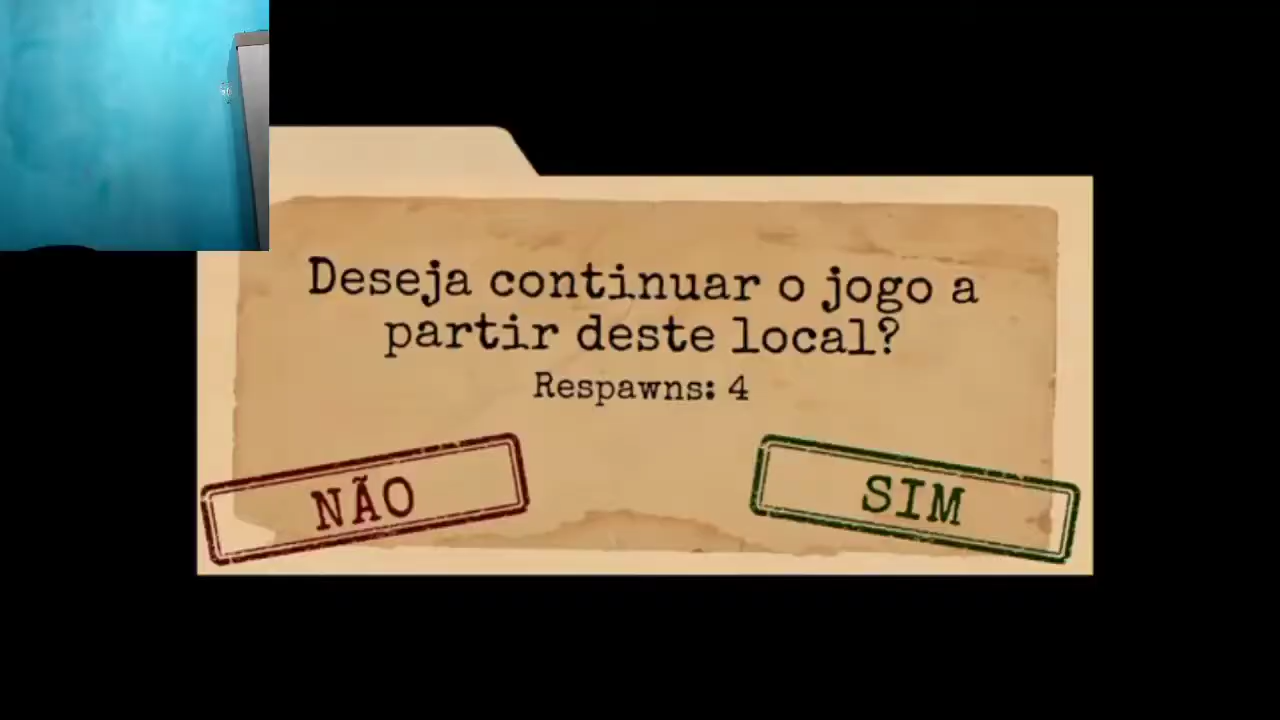 Deseja continuar o jogo a
partir deste local?
Respawns: 4
NÃO
SIM